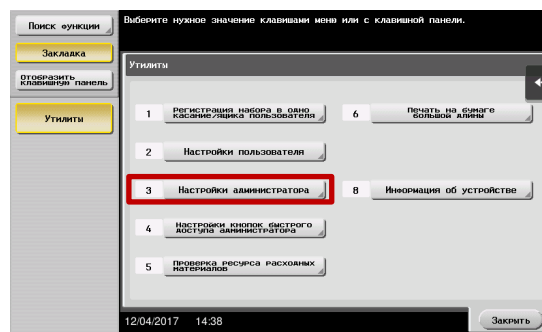 Выберите нужное значение клавишами меню или с клавишной панели.
Поиск функции
Закладка
Отобразить
клавишную панель
Утилиты
Утилиты
1 Регистрация набора в одно
касание/ящика пользователя
6 Печать на бумаге
большой длины
2 Настройки пользователя
3 Настройки администратора
8 Информация об устройстве
4 Настройки кнопок быстрого
доступа администратора
5 Проверка ресурса расходных
материалов
12/04/2017 14:38
Закрыть